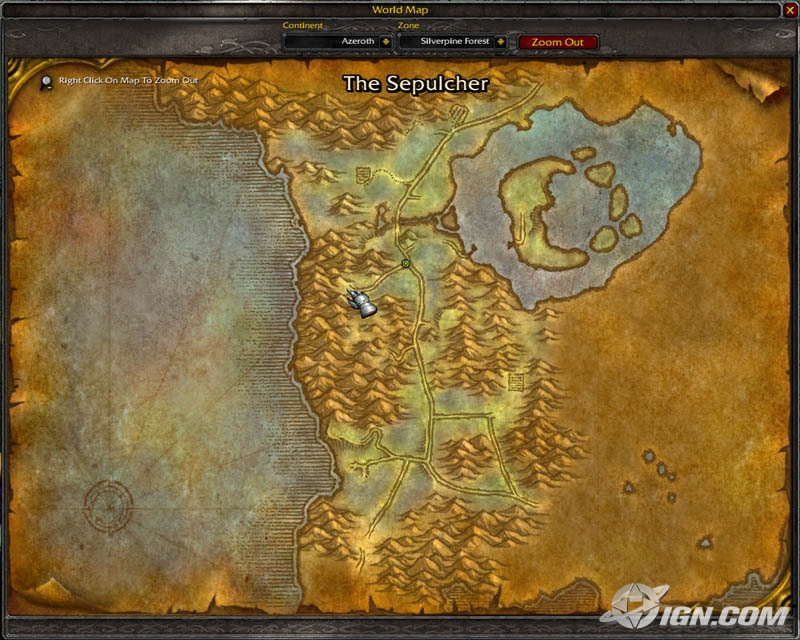 World Map
Continent
Zone
Azeroth
Silverpine Forest
Zoom Out
Right Click On Map To Zoom Out
The Sepulcher
IGN.COM